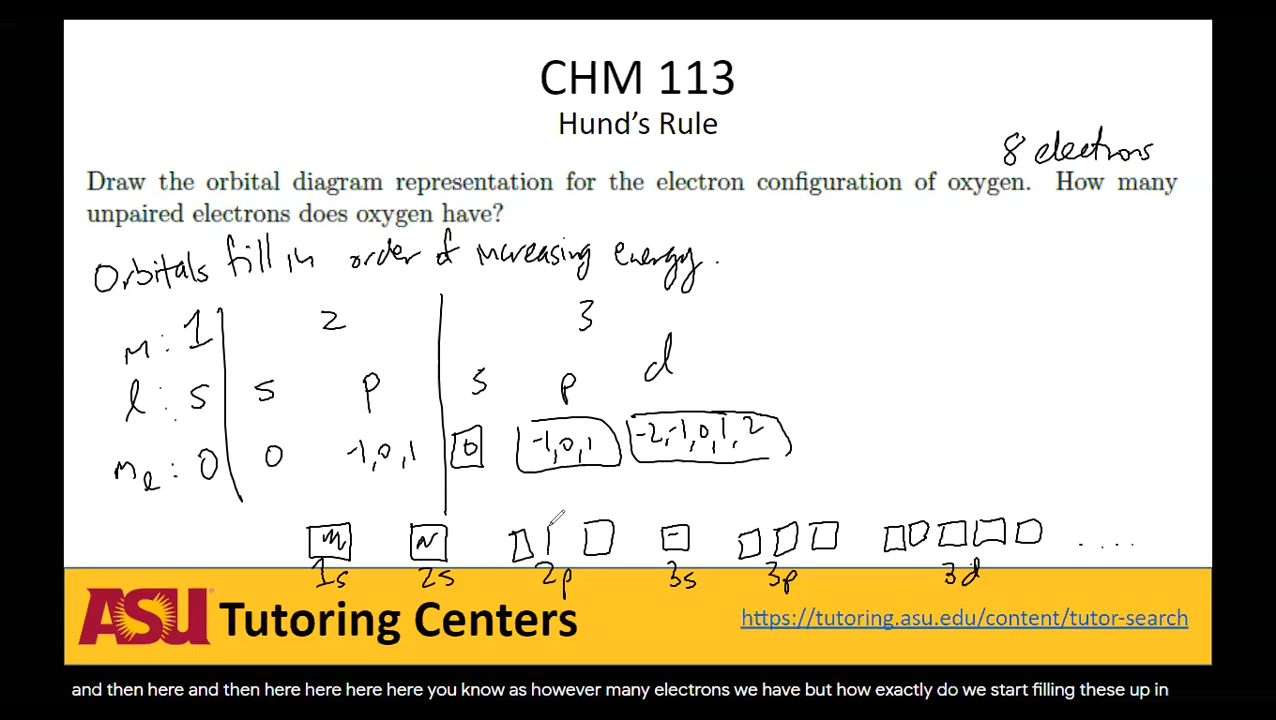 CHM 113
Hund's Rule
8 electrons
Draw the orbital diagram representation for the electron configuration of oxygen. How many
unpaired electrons does oxygen have?
Orbitals fill in order of increasing energy.
n: 1 2 3
l: s s p s p d
m_l: 0 0 -1,0,1 0 -1,0,1 -2,-1,0,1,2
1s 2s 2p 3s 3p 3d ....
ASU Tutoring Centers
https://tutoring.asu.edu/content/tutor-search
and then here and then here here here here you know as however many electrons we have but how exactly do we start filling these up in